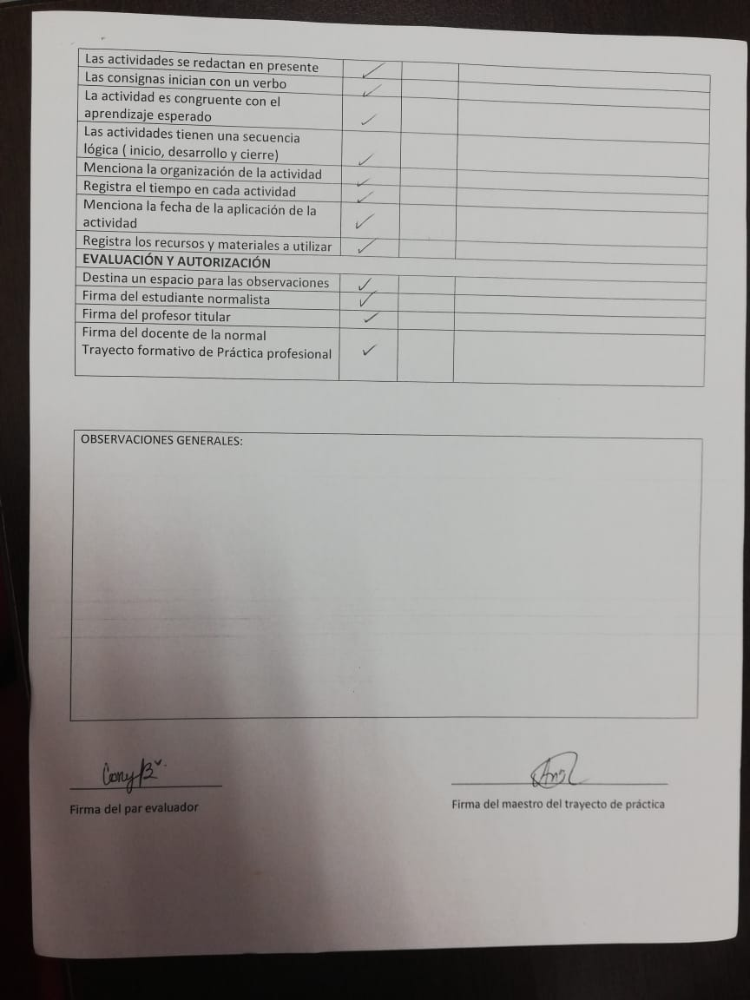 Las actividades se redactan en presente ✓
Las consignas inician con un verbo ✓
La actividad es congruente con el
aprendizaje esperado ✓
Las actividades tienen una secuencia
lógica ( inicio, desarrollo y cierre) ✓
Menciona la organización de la actividad ✓
Registra el tiempo en cada actividad ✓
Menciona la fecha de la aplicación de la
actividad ✓
Registra los recursos y materiales a utilizar ✓
EVALUACIÓN Y AUTORIZACIÓN
Destina un espacio para las observaciones ✓
Firma del estudiante normalista ✓
Firma del profesor titular ✓
Firma del docente de la normal
Trayecto formativo de Práctica profesional ✓
OBSERVACIONES GENERALES:
Firma del par evaluador
Firma del maestro del trayecto de práctica